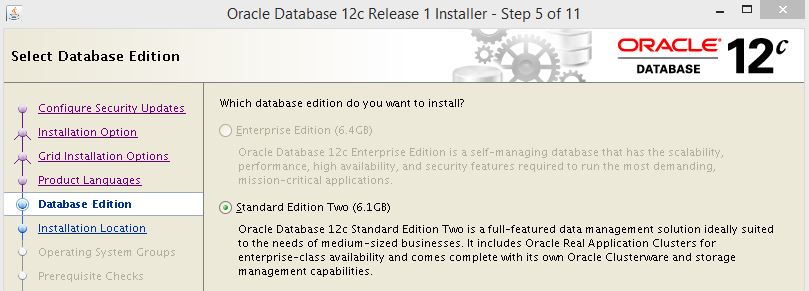 Oracle Database 12c Release 1 Installer - Step 5 of 11
Select Database Edition
ORACLE
DATABASE
12c
Configure Security Updates
Installation Option
Grid Installation Options
Product Languages
Database Edition
Installation Location
Operating System Groups
Prerequisite Checks
Which database edition do you want to install?
Enterprise Edition (6.4GB)
Oracle Database 12c Enterprise Edition is a self-managing database that has the scalability,
performance, high availability, and security features required to run the most demanding,
mission-critical applications.
Standard Edition Two (6.1GB)
Oracle Database 12c Standard Edition Two is a full-featured data management solution ideally suited
to the needs of medium-sized businesses. It includes Oracle Real Application Clusters for
enterprise-class availability and comes complete with its own Oracle Clusterware and storage
management capabilities.